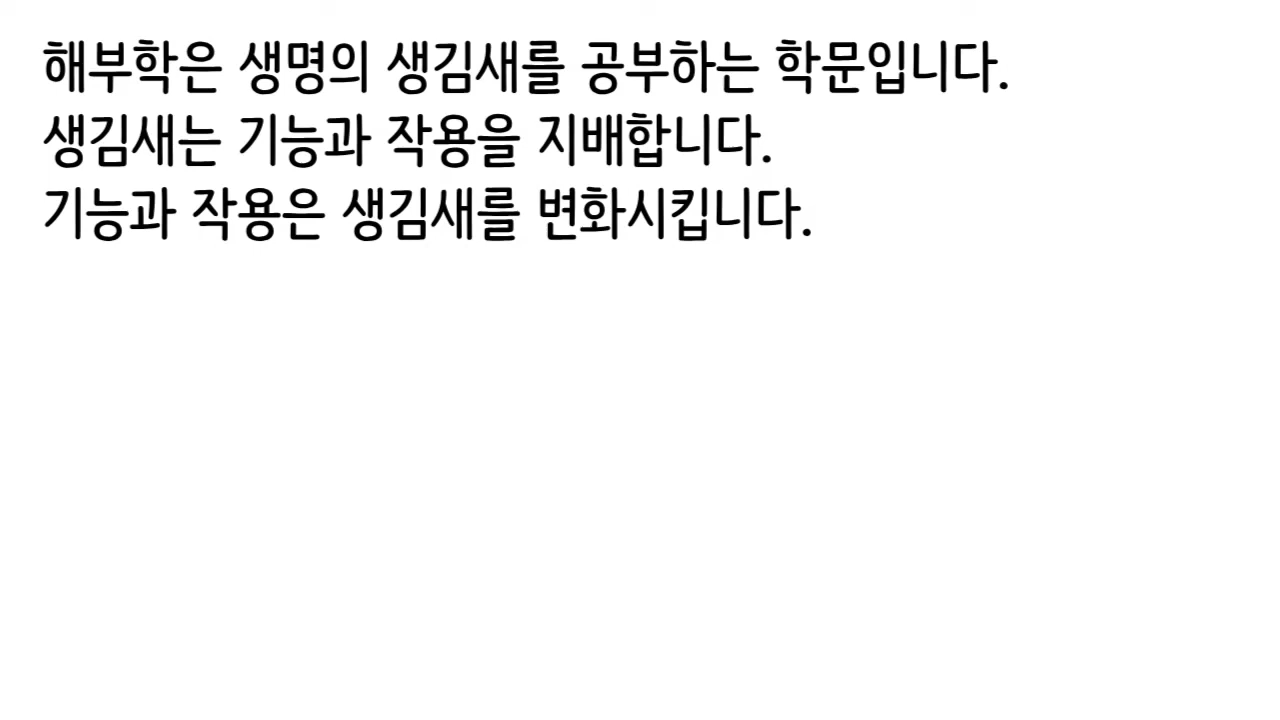 해부학은 생명의 생김새를 공부하는 학문입니다.
생김새는 기능과 작용을 지배합니다.
기능과 작용은 생김새를 변화시킵니다.